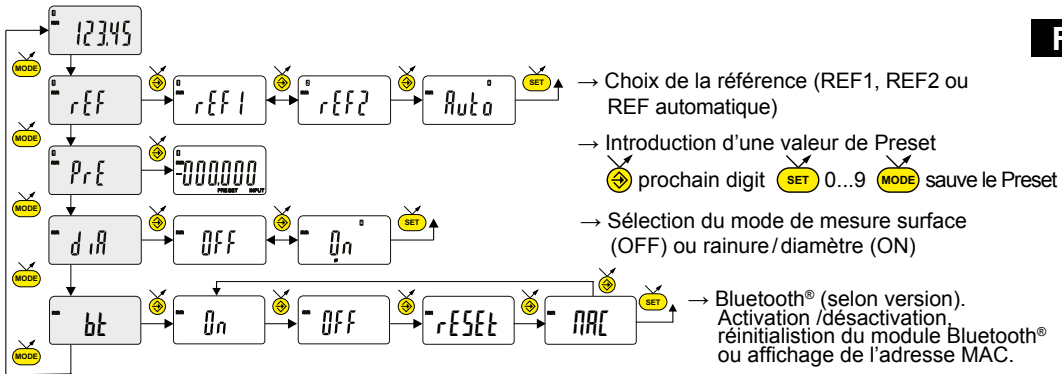 123.45
F
MODE
rEF
rEF1
rEF2
Auto
SET
→ Choix de la référence (REF1, REF2 ou
REF automatique)
MODE
PrE
-000.000
PRESET INPUT
→ Introduction d’une valeur de Preset
prochain digit SET 0...9 MODE sauve le Preset
MODE
diA
OFF
On
SET
→ Sélection du mode de mesure surface
(OFF) ou rainure / diamètre (ON)
MODE
bt
On
OFF
rESEt
MAC
SET
→ Bluetooth® (selon version).
Activation /désactivation,
réinitialistion du module Bluetooth®
ou affichage de l’adresse MAC.
MODE